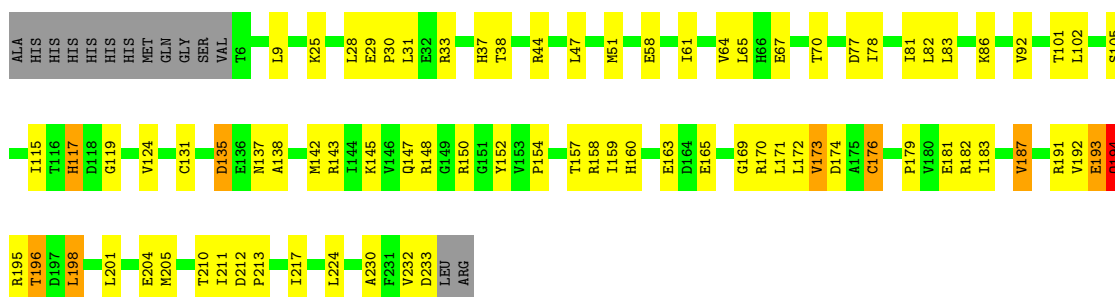 ALA HIS HIS HIS HIS HIS HIS MET GLN GLY SER VAL T6 L9 K25 L28 E29 P30 L31 E32 R33 H37 T38 R44 L47 M51 E58 I61 V64 L65 H66 E67 T70 D77 I78 I81 L82 L83 K86 V92 T101 L102 S105
I115 T116 H117 D118 G119 V124 C131 D135 E136 N137 A138 M142 R143 I144 K145 V146 Q147 R148 G149 R150 G151 Y152 V153 P154 T157 R158 I159 H160 E163 D164 E165 G169 R170 L171 L172 V173 D174 A175 C176 P179 V180 E181 R182 I183 V187 R191 V192 E193
R195 T196 D197 L198 L201 E204 M205 T210 I211 D212 P213 I217 L224 A230 F231 V232 D233 LEU ARG